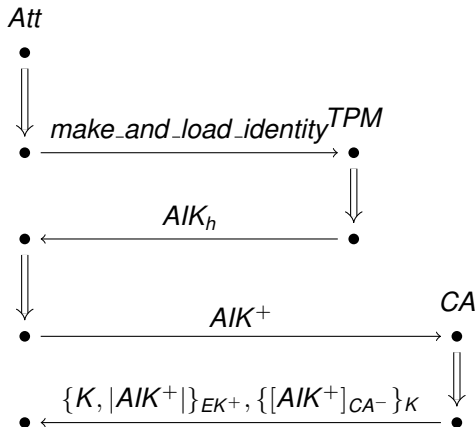 Att
make_and_load_identity TPM
AIK_h
AIK^+ CA
{K, |AIK^+|}_{EK^+}, {[AIK^+]_{CA^-}}_K